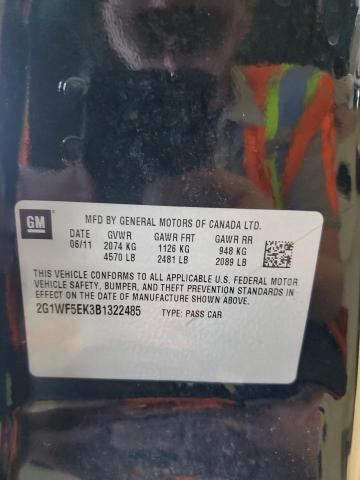 GM
MFD BY GENERAL MOTORS OF CANADA LTD.
DATE GVWR GAWR FRT GAWR RR
06/11 2074 KG 1126 KG 948 KG
4570 LB 2481 LB 2089 LB
THIS VEHICLE CONFORMS TO ALL APPLICABLE U.S. FEDERAL MOTOR
VEHICLE SAFETY, BUMPER, AND THEFT PREVENTION STANDARDS IN
EFFECT ON THE DATE OF MANUFACTURE SHOWN ABOVE.
2G1WF5EK3B1322485 TYPE: PASS CAR